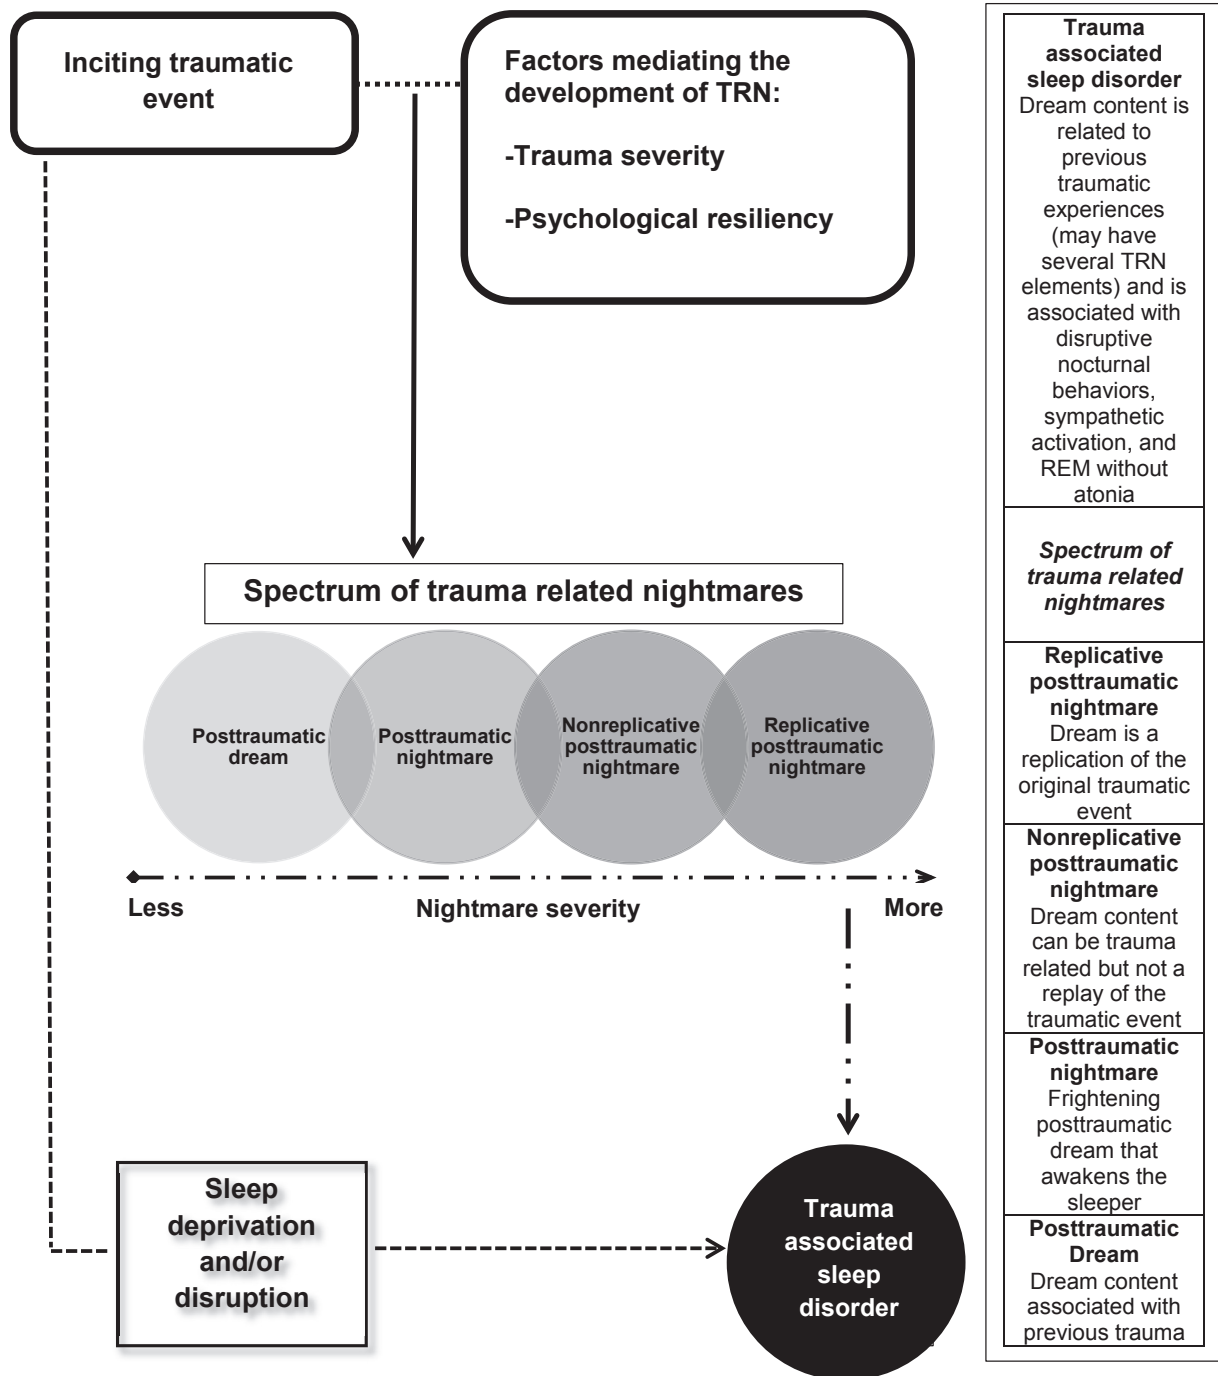 Inciting traumatic
event
Factors mediating the
development of TRN:
-Trauma severity
-Psychological resiliency
Spectrum of trauma related nightmares
Posttraumatic
dream
Posttraumatic
nightmare
Nonreplicative
posttraumatic
nightmare
Replicative
posttraumatic
nightmare
Less
Nightmare severity
More
Sleep
deprivation
and/or
disruption
Trauma
associated
sleep
disorder
Trauma
associated
sleep disorder
Dream content is
related to
previous
traumatic
experiences
(may have
several TRN
elements) and is
associated with
disruptive
nocturnal
behaviors,
sympathetic
activation, and
REM without
atonia
Spectrum of
trauma related
nightmares
Replicative
posttraumatic
nightmare
Dream is a
replication of the
original traumatic
event
Nonreplicative
posttraumatic
nightmare
Dream content
can be trauma
related but not a
replay of the
traumatic event
Posttraumatic
nightmare
Frightening
posttraumatic
dream that
awakens the
sleeper
Posttraumatic
Dream
Dream content
associated with
previous trauma